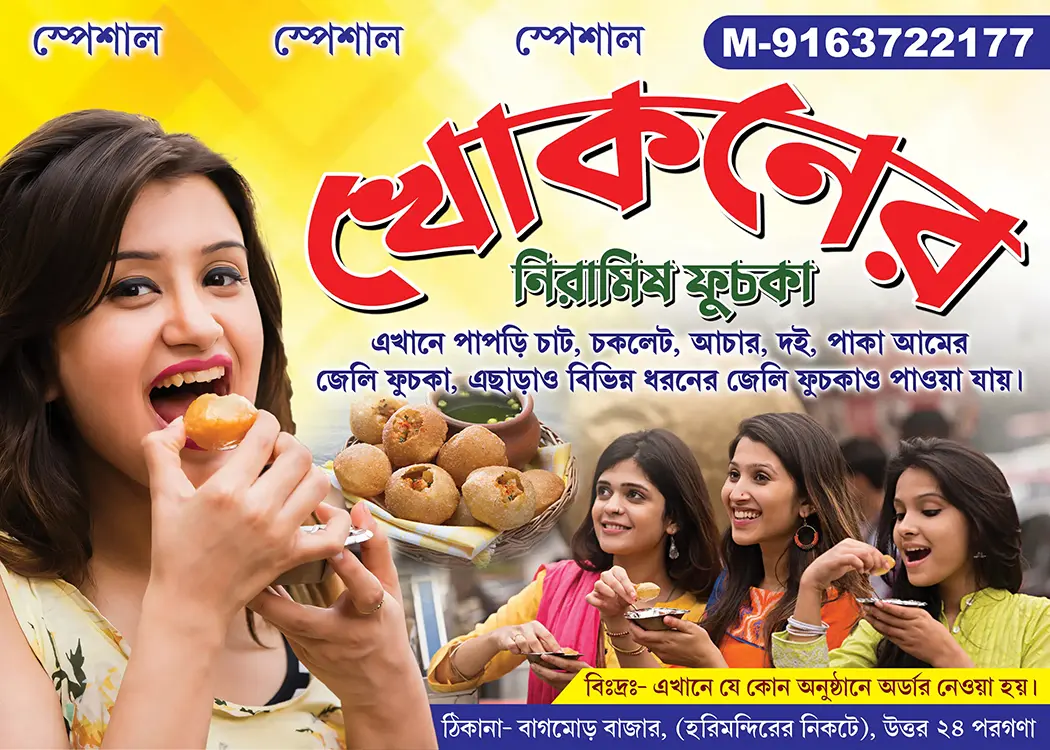 স্পেশাল স্পেশাল স্পেশাল M-9163722177
খোকনের
নিরামিষ ফুচকা
এখানে পাপড়ি চাট, চকলেট, আচার, দই, পাকা আমের
জেলি ফুচকা, এছাড়াও বিভিন্ন ধরনের জেলি ফুচকাও পাওয়া যায়।
বিঃদ্রঃ- এখানে যে কোন অনুষ্ঠানে অর্ডার নেওয়া হয়।
ঠিকানা- বাগমোড় বাজার, (হরিমন্দিরের নিকটে), উত্তর ২৪ পরগণা